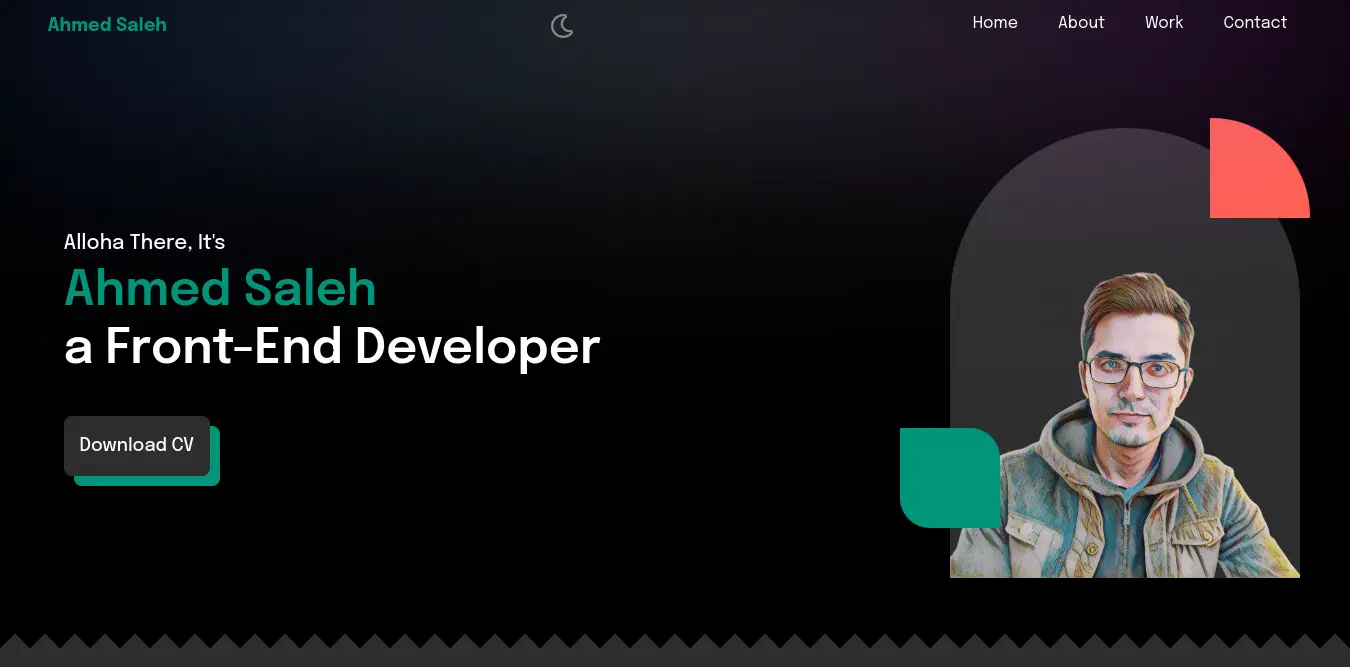 Ahmed Saleh
Home
About
Work
Contact
Alloha There, It's
Ahmed Saleh
a Front-End Developer
Download CV